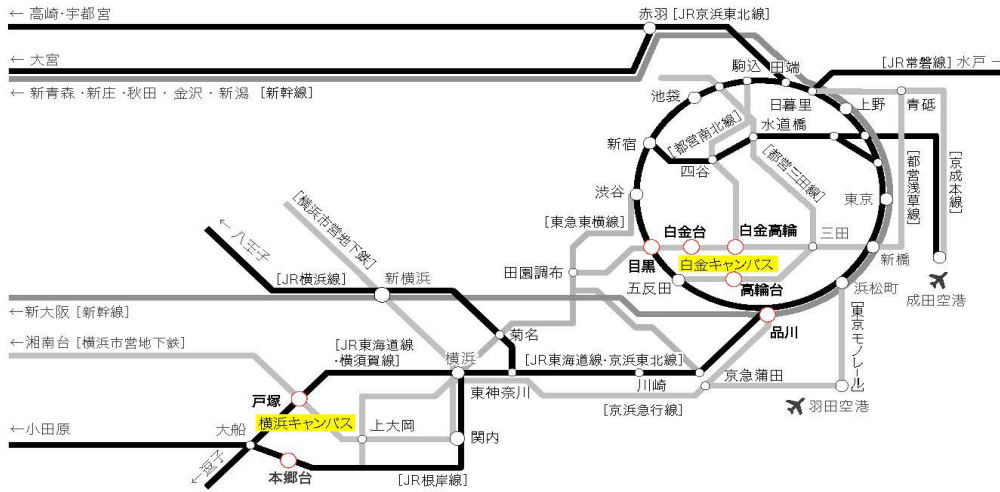 ← 高崎・宇都宮
赤羽 [JR京浜東北線]
← 大宮
[JR常磐線] 水戸 →
駒込 田端
← 新青森・新庄・秋田・金沢・新潟 [新幹線]
池袋
日暮里
上野
青砥
新宿
[都営南北線]
水道橋
四谷
[都営三田線]
[都営浅草線]
[京成本線]
渋谷
東京
[横浜市営地下鉄]
[東急東横線]
白金台
白金高輪
三田
←八王子
目黒
白金キャンパス
新橋
[JR横浜線]
新横浜
田園調布
五反田
高輪台
浜松町
成田空港
←新大阪 [新幹線]
品川
[東京モノレール]
菊名
←湘南台 [横浜市営地下鉄]
[JR東海道線
・横須賀線]
横浜
[JR東海道線・京浜東北線]
東神奈川
川崎
京急蒲田
戸塚
[京浜急行線]
羽田空港
横浜キャンパス
←小田原
大船
上大岡
関内
←逗子
本郷台
[JR根岸線]